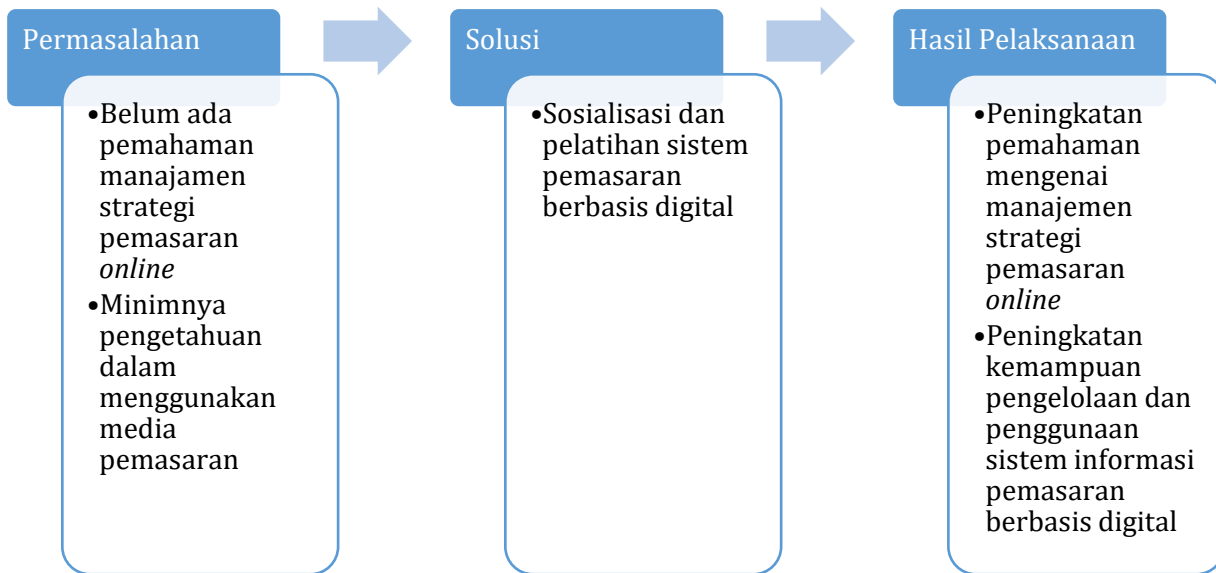 Permasalahan
•Belum ada
pemahaman
manajamen
strategi
pemasaran
online
•Minimnya
pengetahuan
dalam
menggunakan
media
pemasaran
Solusi
•Sosialisasi dan
pelatihan sistem
pemasaran
berbasis digital
Hasil Pelaksanaan
•Peningkatan
pemahaman
mengenai
manajemen
strategi
pemasaran
online
•Peningkatan
kemampuan
pengelolaan dan
penggunaan
sistem informasi
pemasaran
berbasis digital